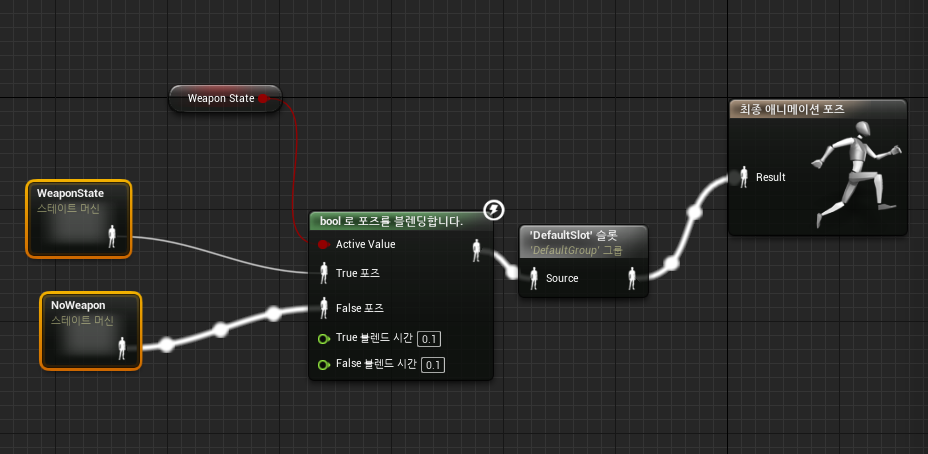 Weapon State
최종 애니메이션 포즈
Result
WeaponState
스테이트 머신
bool 로 포즈를 블렌딩합니다.
Active Value
True 포즈
False 포즈
True 블렌드 시간 0.1
False 블렌드 시간 0.1
'DefaultSlot' 슬롯
'DefaultGroup' 그룹
Source
NoWeapon
스테이트 머신